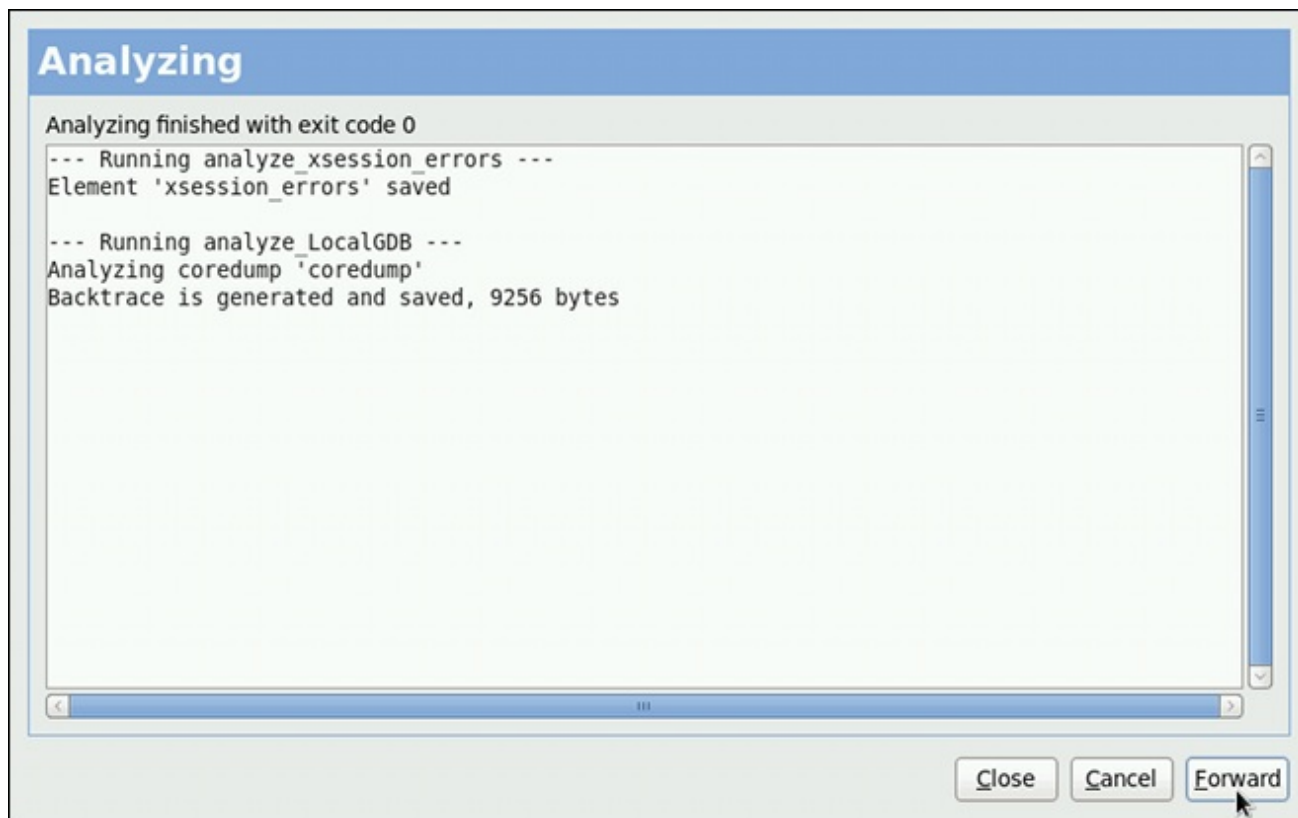 Analyzing
Analyzing finished with exit code 0
--- Running analyze_xsession_errors ---
Element 'xsession_errors' saved
--- Running analyze_LocalGDB ---
Analyzing coredump 'coredump'
Backtrace is generated and saved, 9256 bytes
Close Cancel Forward